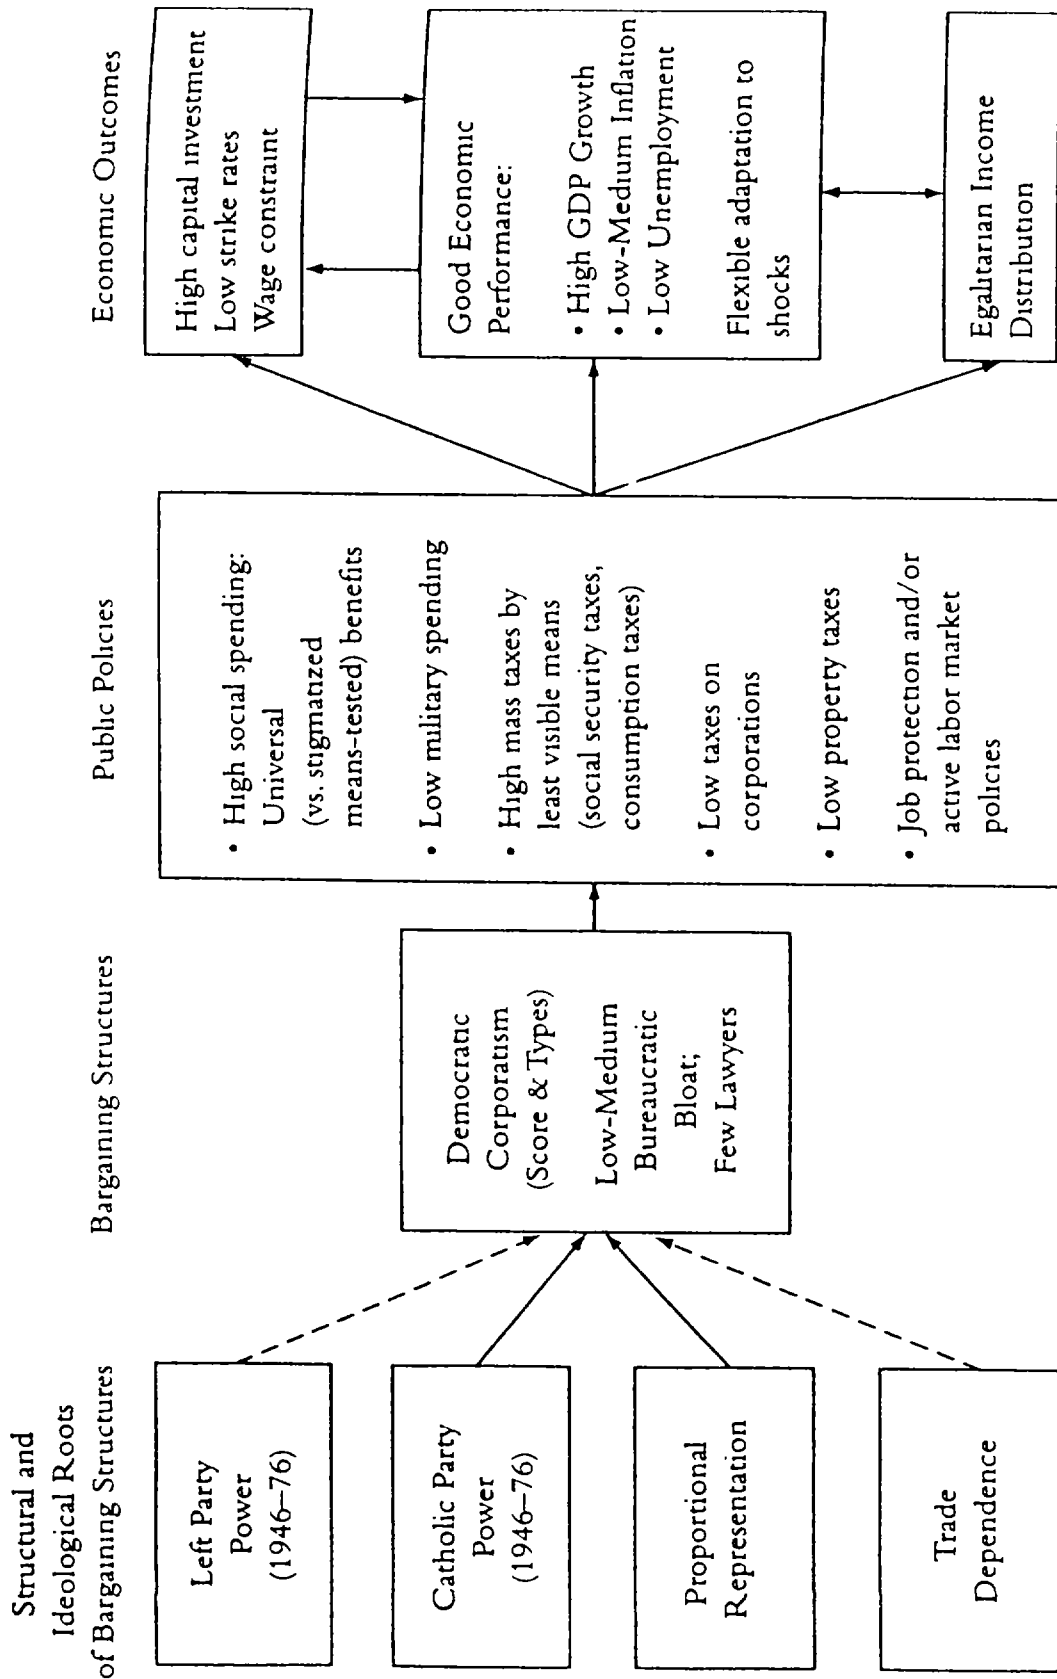 Structural and
Ideological Roots
of Bargaining Structures
Left Party
Power
(1946–76)
Catholic Party
Power
(1946–76)
Proportional
Representation
Trade
Dependence
Bargaining Structures
Democratic
Corporatism
(Score & Types)
Low-Medium
Bureaucratic
Bloat;
Few Lawyers
Public Policies
• High social spending:
Universal
(vs. stigmatized
means-tested) benefits
• Low military spending
• High mass taxes by
least visible means
(social security taxes,
consumption taxes)
• Low taxes on
corporations
• Low property taxes
• Job protection and/or
active labor market
policies
Economic Outcomes
High capital investment
Low strike rates
Wage constraint
Good Economic
Performance:
• High GDP Growth
• Low-Medium Inflation
• Low Unemployment
Flexible adaptation to
shocks
Egalitarian Income
Distribution